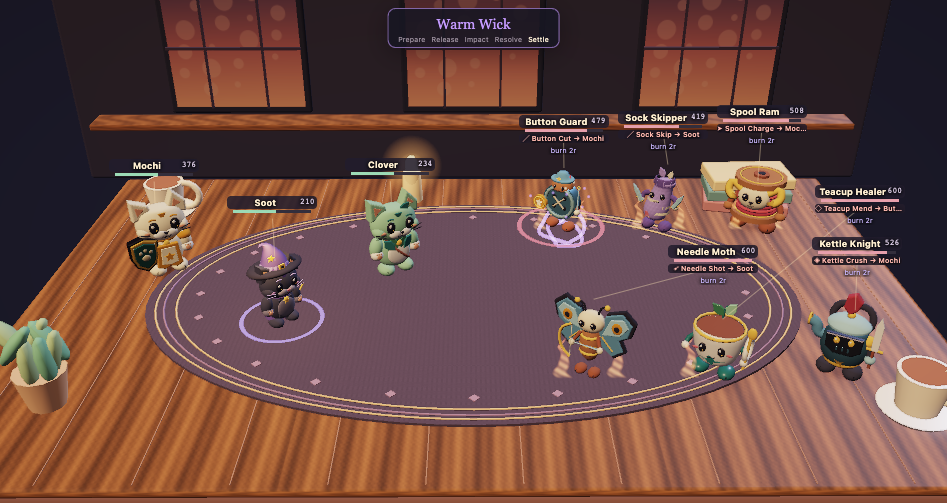 Warm Wick
Prepare Release Impact Resolve Settle
Mochi 376
Soot 210
Clover 234
Button Guard 479
Button Cut → Mochi
burn 2r
Sock Skipper 419
Sock Skip → Soot
burn 2r
Spool Ram 508
Spool Charge → Moc...
burn 2r
Teacup Healer 600
Teacup Mend → But...
burn 2r
Needle Moth 600
Needle Shot → Soot
burn 2r
Kettle Knight 526
Kettle Crush → Mochi
burn 2r